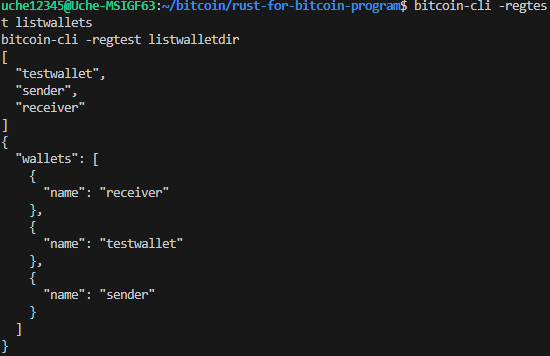 uche12345@Uche-MSIGF63:~/bitcoin/rust-for-bitcoin-program$ bitcoin-cli -regtes
t listwallets
bitcoin-cli -regtest listwalletdir
[
  "testwallet",
  "sender",
  "receiver"
]
{
  "wallets": [
    {
      "name": "receiver"
    },
    {
      "name": "testwallet"
    },
    {
      "name": "sender"
    }
  ]
}